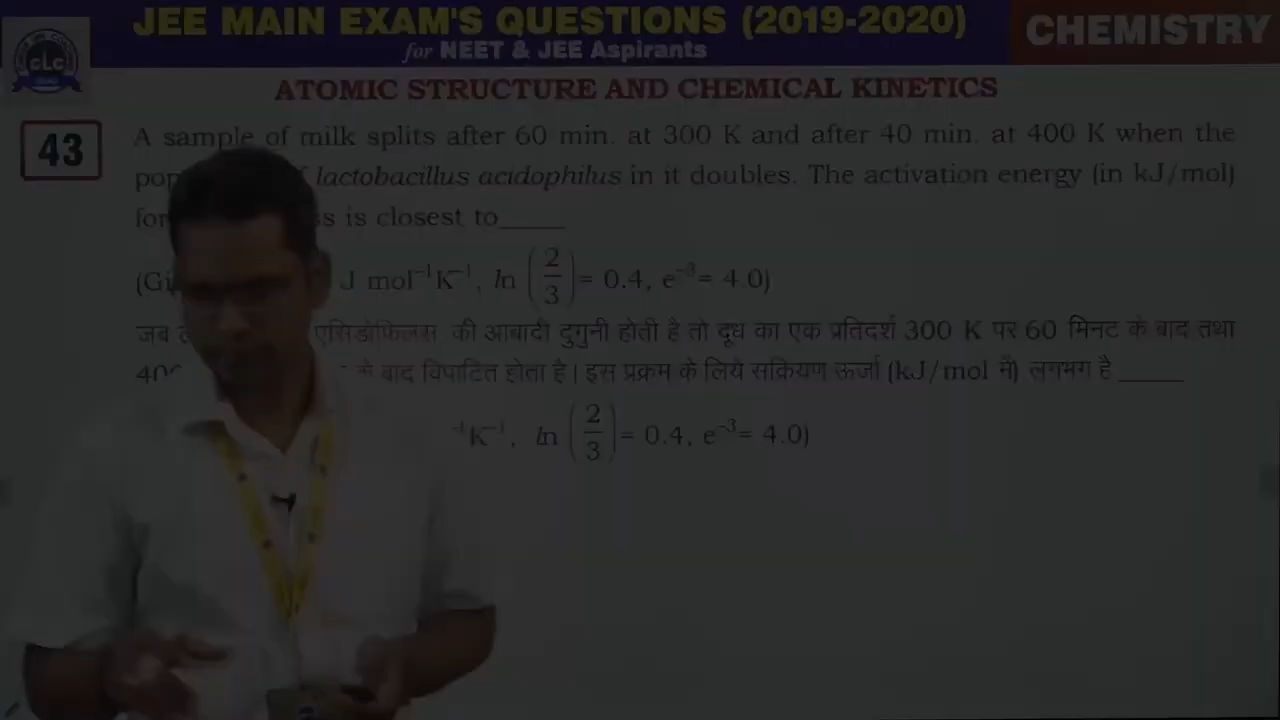 JEE MAIN EXAM'S QUESTIONS (2019-2020)
for NEET & JEE Aspirants
CHEMISTRY
CLC
ATOMIC STRUCTURE AND CHEMICAL KINETICS
43
A sample of milk splits after 60 min. at 300 K and after 40 min. at 400 K when the
lactobacillus acidophilus in it doubles. The activation energy (in kJ/mol)
is closest to_____
J mol⁻¹K⁻¹, ln (2/3) = 0.4, e⁻³ = 4.0)
जब एसिडोफिलस की आबादी दुगुनी होती है तो दूध का एक प्रतिदर्श 300 K पर 60 मिनट के बाद तथा
बाद विपाटित होता है। इस प्रक्रम के लिये सक्रियण ऊर्जा (kJ/mol में) लगभग है _____
⁻¹K⁻¹, ln (2/3) = 0.4, e⁻³ = 4.0)